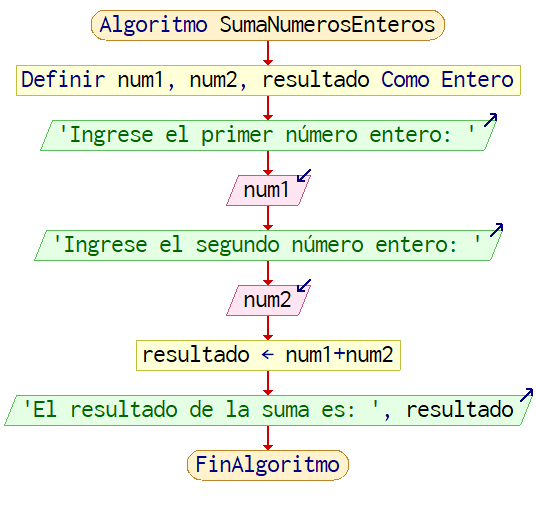 Algoritmo SumaNumerosEnteros
Definir num1, num2, resultado Como Entero
'Ingrese el primer número entero: '
num1
'Ingrese el segundo número entero: '
num2
resultado ← num1+num2
'El resultado de la suma es: ', resultado
FinAlgoritmo